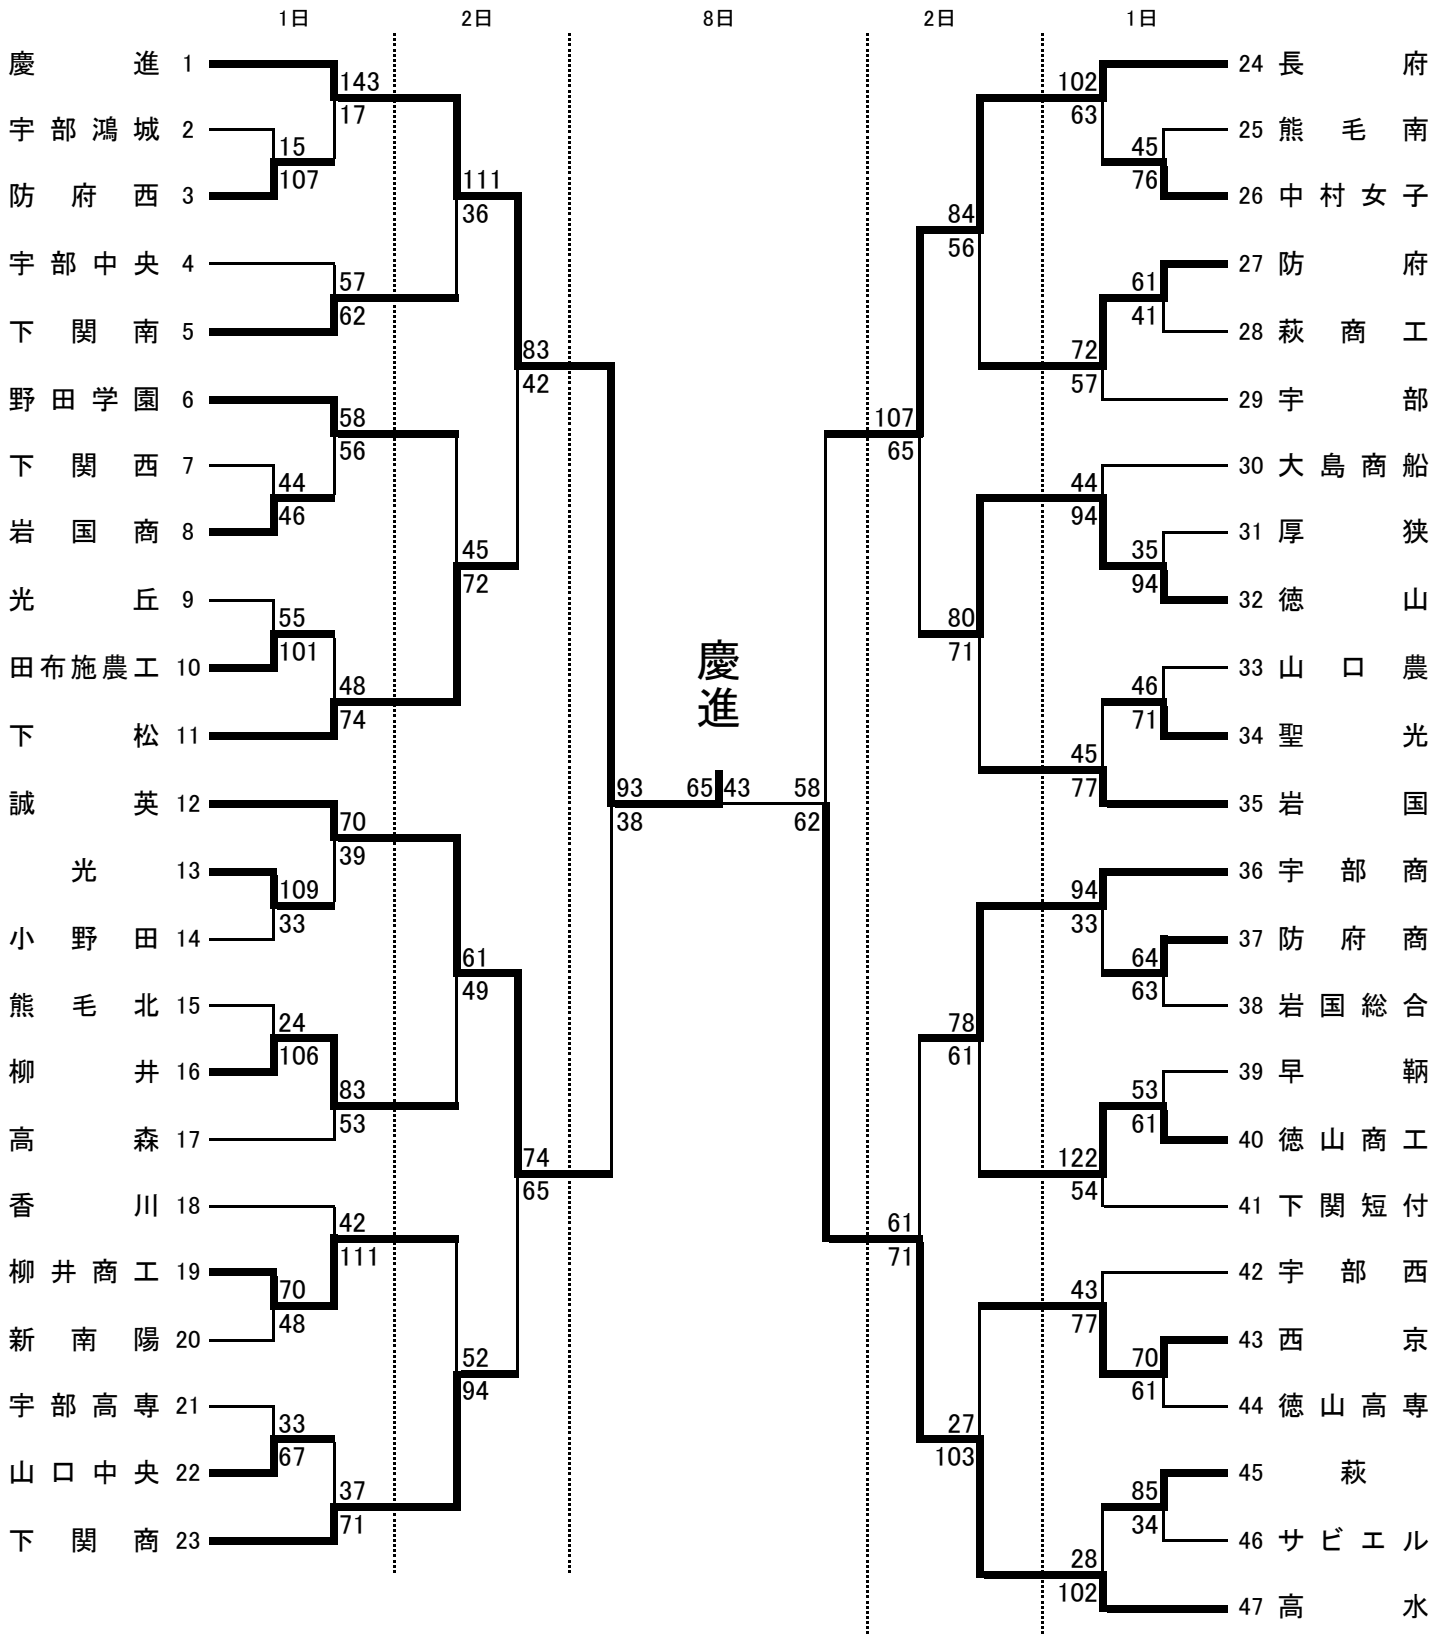 1日 2日 8日 2日 1日
慶進 1
宇部鴻城 2
防府西 3
宇部中央 4
下関南 5
野田学園 6
下関西 7
岩国商 8
光丘 9
田布施農工 10
下松 11
誠英 12
光 13
小野田 14
熊毛北 15
柳井 16
高森 17
香川 18
柳井商工 19
新南陽 20
宇部高専 21
山口中央 22
下関商 23
143
17
15
107
57
62
58
56
44
46
55
101
48
74
70
39
109
33
24
106
83
53
42
111
70
48
33
67
37
71
111
36
45
72
61
49
52
94
83
42
74
65
93
38
慶進
65 43
58
62
107
65
61
71
84
56
80
71
78
61
27
103
102
63
45
76
61
41
72
57
44
94
35
94
46
71
45
77
94
33
64
63
53
61
122
54
43
77
70
61
85
34
28
102
24 長府
25 熊毛南
26 中村女子
27 防府
28 萩商工
29 宇部
30 大島商船
31 厚狭
32 徳山
33 山口農
34 聖光
35 岩国
36 宇部商
37 防府商
38 岩国総合
39 早鞆
40 徳山商工
41 下関短付
42 宇部西
43 西京
44 徳山高専
45 萩
46 サビエル
47 高水